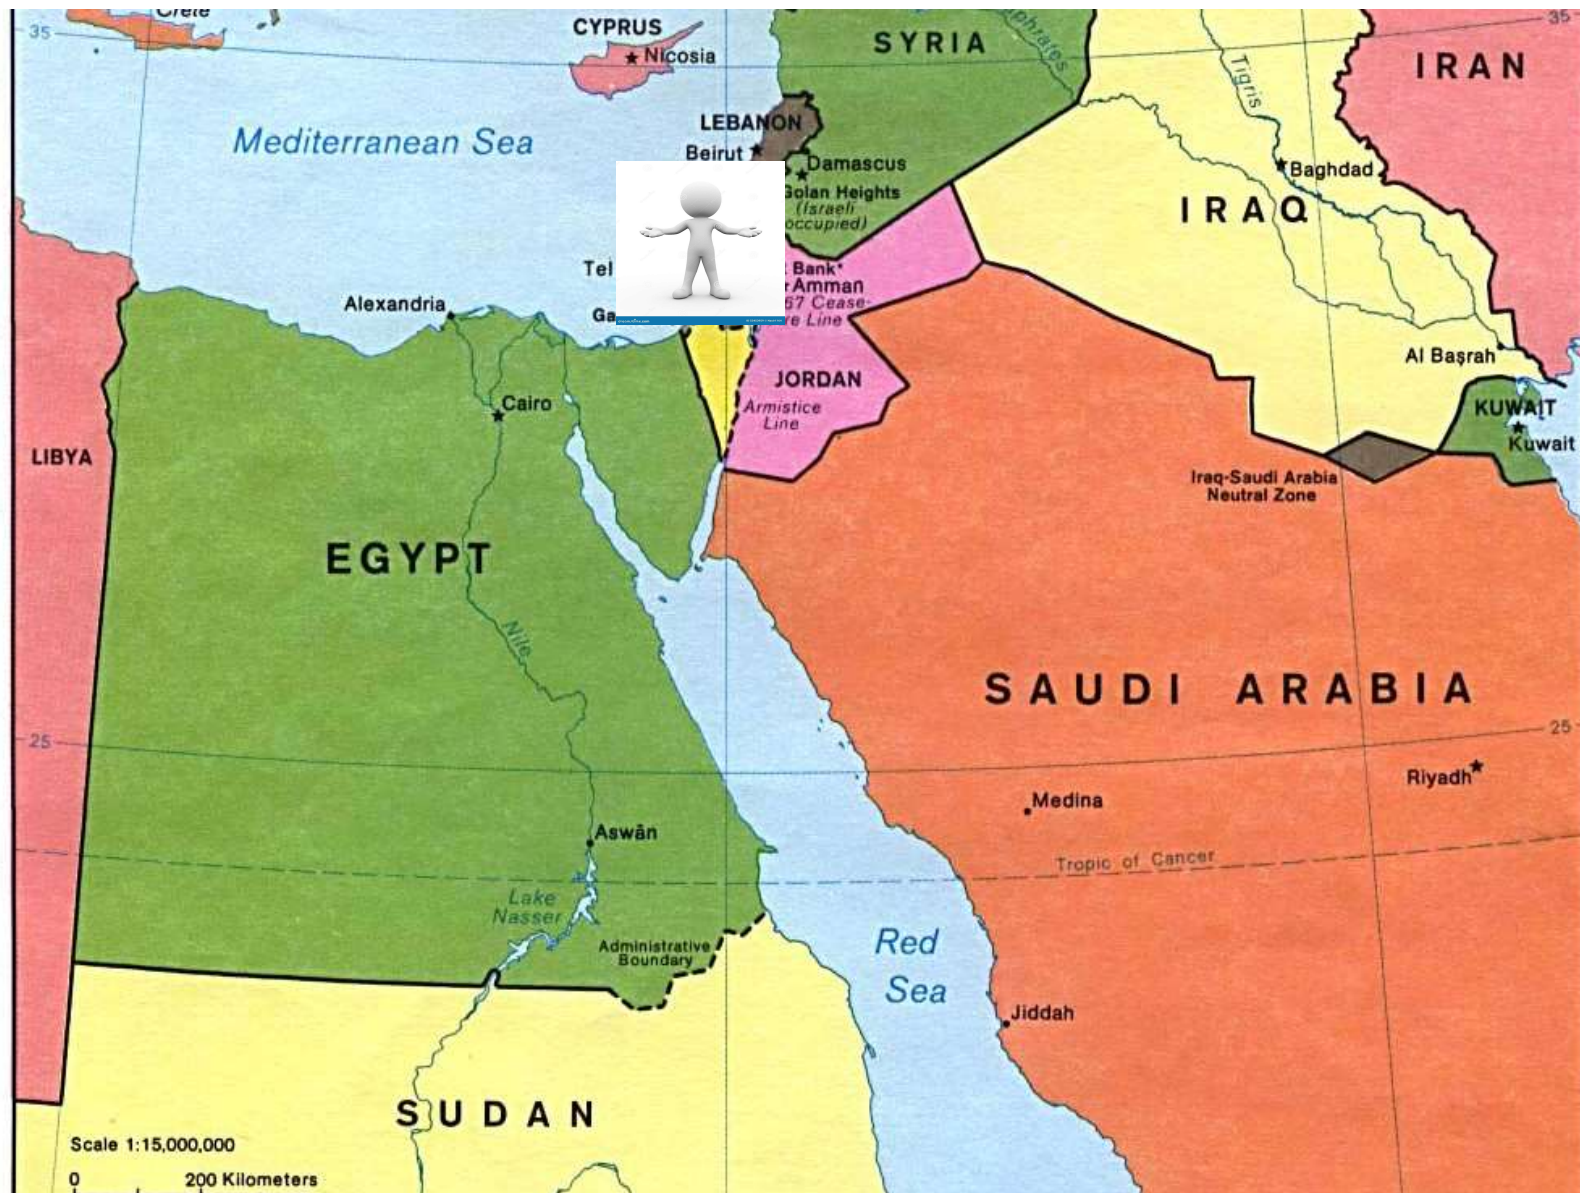 Crete
35
CYPRUS
Nicosia
SYRIA
Euphrates
Tigris
IRAN
35
Mediterranean Sea
LEBANON
Beirut
Damascus
Golan Heights
(Israeli
occupied)
Baghdad
IRAQ
Tel
Bank*
Amman
67 Cease-
re Line
Ga
Alexandria
Al Başrah
JORDAN
Armistice
Line
Cairo
KUWAIT
Kuwait
LIBYA
Iraq-Saudi Arabia
Neutral Zone
EGYPT
Nile
SAUDI ARABIA
25
25
Riyadh
Medina
Aswân
Tropic of Cancer
Lake
Nasser
Administrative
Boundary
Red
Sea
Jiddah
SUDAN
Scale 1:15,000,000
0 200 Kilometers